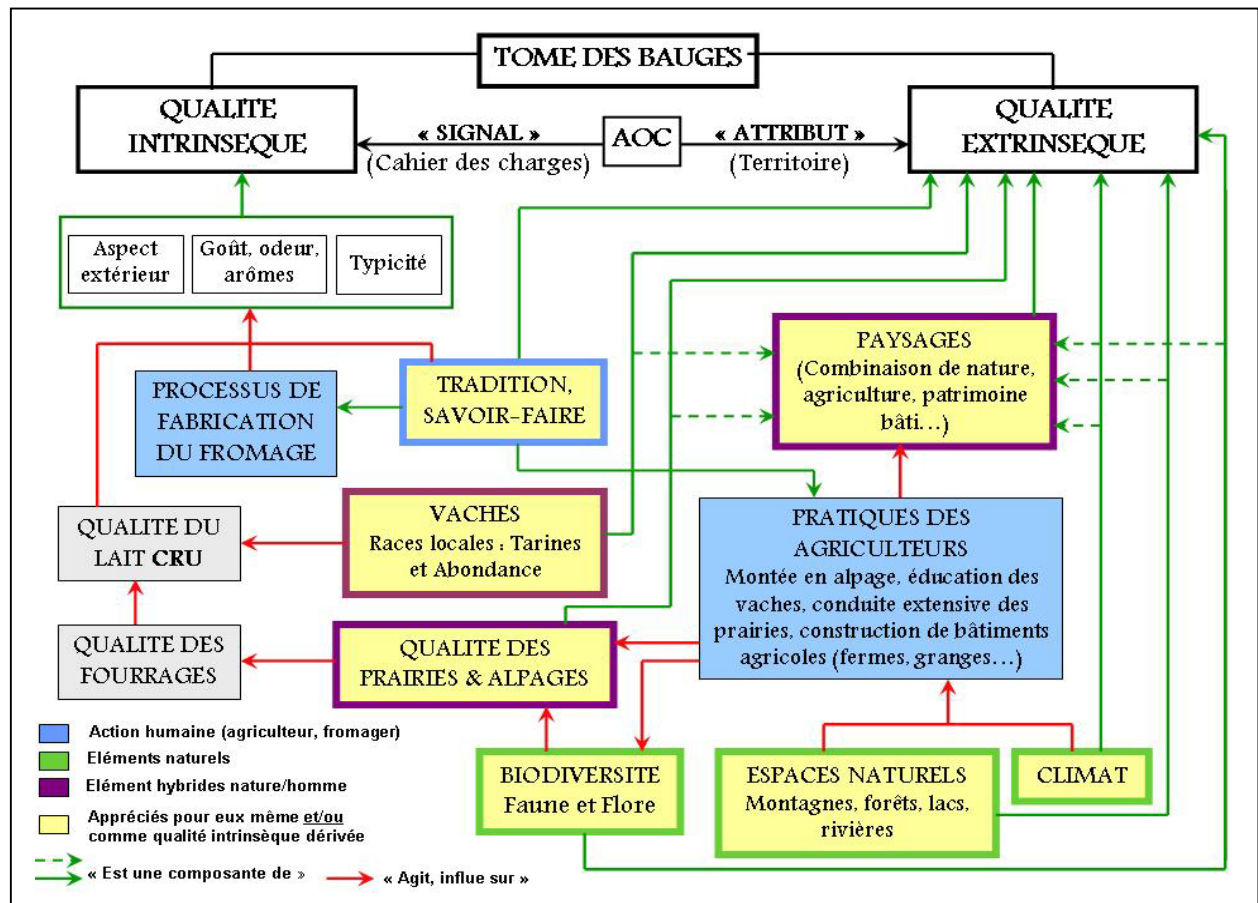 TOME DES BAUGES
QUALITE
INTRINSEQUE
« SIGNAL »
(Cahier des charges)
AOC
« ATTRIBUT »
(Territoire)
QUALITE
EXTRINSEQUE
Aspect
extérieur
Goût, odeur,
arômes
Typicité
PROCESSUS DE
FABRICATION
DU FROMAGE
TRADITION,
SAVOIR-FAIRE
PAYSAGES
(Combinaison de nature,
agriculture, patrimoine
bâti…)
QUALITE DU
LAIT CRU
VACHES
Races locales : Tarines
et Abondance
PRATIQUES DES
AGRICULTEURS
Montée en alpage, éducation des
vaches, conduite extensive des
prairies, construction de bâtiments
agricoles (fermes, granges…)
QUALITE DES
FOURRAGES
QUALITE DES
PRAIRIES & ALPAGES
BIODIVERSITE
Faune et Flore
ESPACES NATURELS
Montagnes, forêts, lacs,
rivières
CLIMAT
Action humaine (agriculteur, fromager)
Eléments naturels
Elément hybrides nature/homme
Appréciés pour eux même et/ou
comme qualité intrinsèque dérivée
« Est une composante de »
« Agit, influe sur »